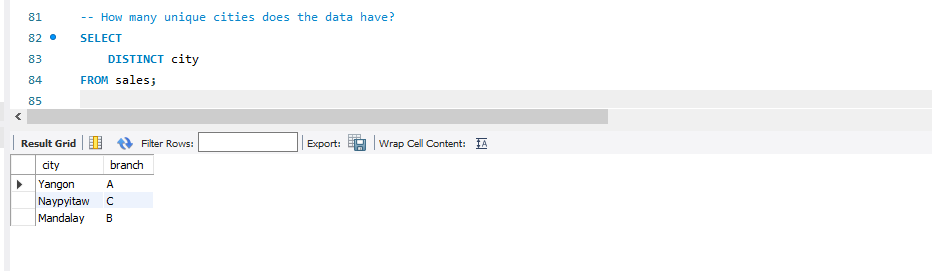 81 -- How many unique cities does the data have?
82 SELECT
83 DISTINCT city
84 FROM sales;
85
Result Grid Filter Rows: Export: Wrap Cell Content: IA
city branch
Yangon A
Naypyitaw C
Mandalay B